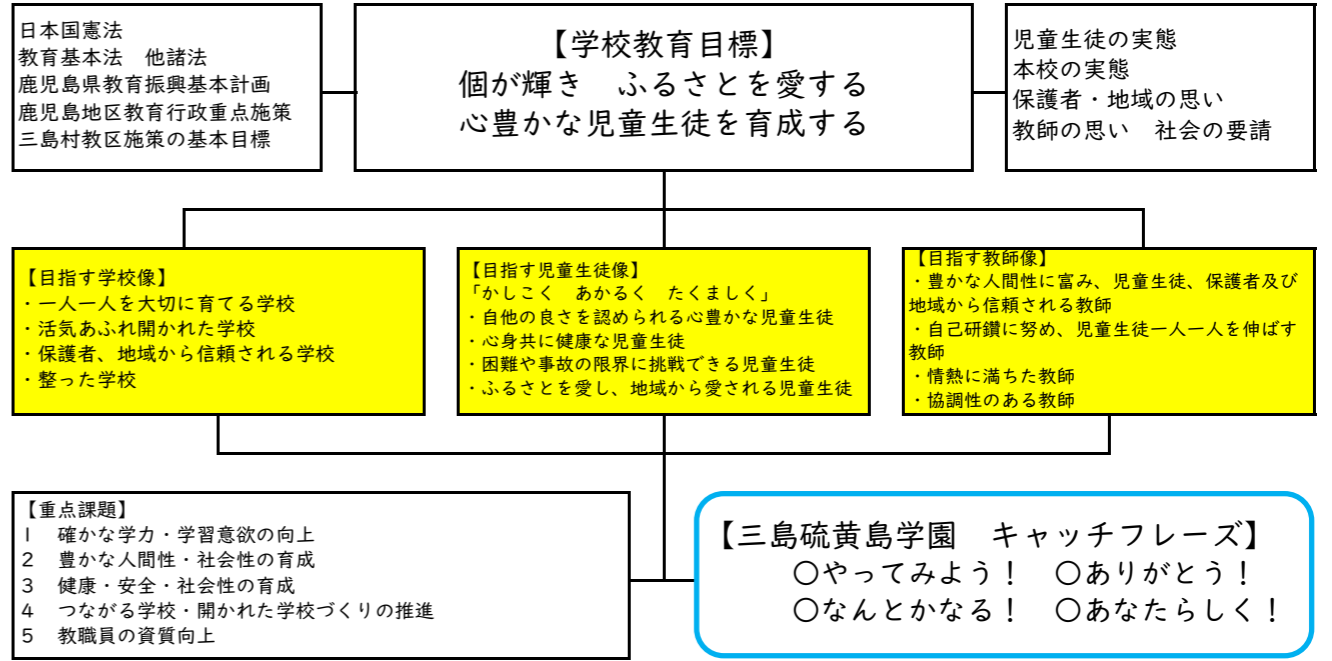 日本国憲法
教育基本法　他諸法
鹿児島県教育振興基本計画
鹿児島地区教育行政重点施策
三島村教区施策の基本目標
【学校教育目標】
個が輝き　ふるさとを愛する
心豊かな児童生徒を育成する
児童生徒の実態
本校の実態
保護者・地域の思い
教師の思い　社会の要請
【目指す学校像】
・一人一人を大切に育てる学校
・活気あふれ開かれた学校
・保護者、地域から信頼される学校
・整った学校
【目指す児童生徒像】
「かしこく　あかるく　たくましく」
・自他の良さを認められる心豊かな児童生徒
・心身共に健康な児童生徒
・困難や事故の限界に挑戦できる児童生徒
・ふるさとを愛し、地域から愛される児童生徒
【目指す教師像】
・豊かな人間性に富み、児童生徒、保護者及び
地域から信頼される教師
・自己研鑽に努め、児童生徒一人一人を伸ばす
教師
・情熱に満ちた教師
・協調性のある教師
【重点課題】
1　確かな学力・学習意欲の向上
2　豊かな人間性・社会性の育成
3　健康・安全・社会性の育成
4　つながる学校・開かれた学校づくりの推進
5　教職員の資質向上
【三島硫黄島学園　キャッチフレーズ】
〇やってみよう！　〇ありがとう！
〇なんとかなる！　〇あなたらしく！